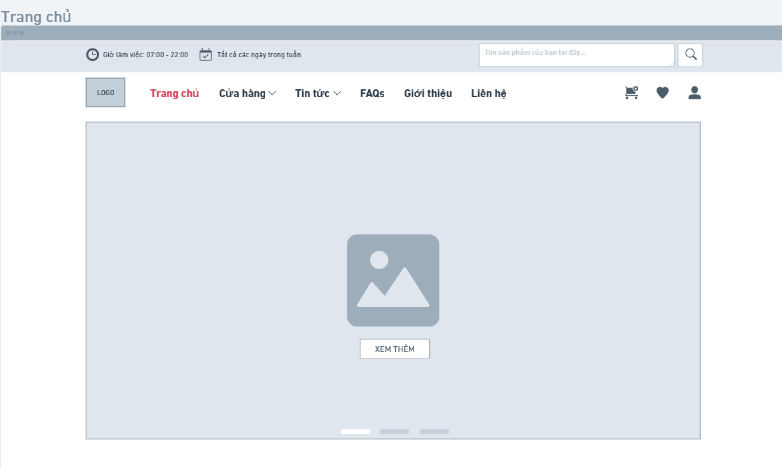 Trang chủ
Giờ làm việc: 07:00 - 22:00
Tất cả các ngày trong tuần
Tìm sản phẩm của bạn tại đây...
LOGO
Trang chủ
Cửa hàng
Tin tức
FAQs
Giới thiệu
Liên hệ
XEM THÊM